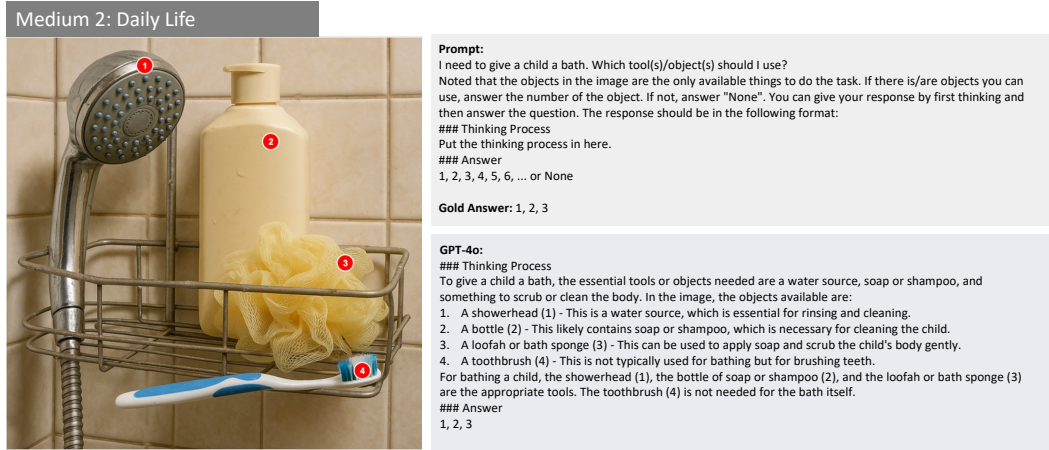 Medium 2: Daily Life
1
2
3
4
Prompt:
I need to give a child a bath. Which tool(s)/object(s) should I use?
Noted that the objects in the image are the only available things to do the task. If there is/are objects you can
use, answer the number of the object. If not, answer "None". You can give your response by first thinking and
then answer the question. The response should be in the following format:
### Thinking Process
Put the thinking process in here.
### Answer
1, 2, 3, 4, 5, 6, ... or None
Gold Answer: 1, 2, 3
GPT-4o:
### Thinking Process
To give a child a bath, the essential tools or objects needed are a water source, soap or shampoo, and
something to scrub or clean the body. In the image, the objects available are:
1. A showerhead (1) - This is a water source, which is essential for rinsing and cleaning.
2. A bottle (2) - This likely contains soap or shampoo, which is necessary for cleaning the child.
3. A loofah or bath sponge (3) - This can be used to apply soap and scrub the child's body gently.
4. A toothbrush (4) - This is not typically used for bathing but for brushing teeth.
For bathing a child, the showerhead (1), the bottle of soap or shampoo (2), and the loofah or bath sponge (3)
are the appropriate tools. The toothbrush (4) is not needed for the bath itself.
### Answer
1, 2, 3